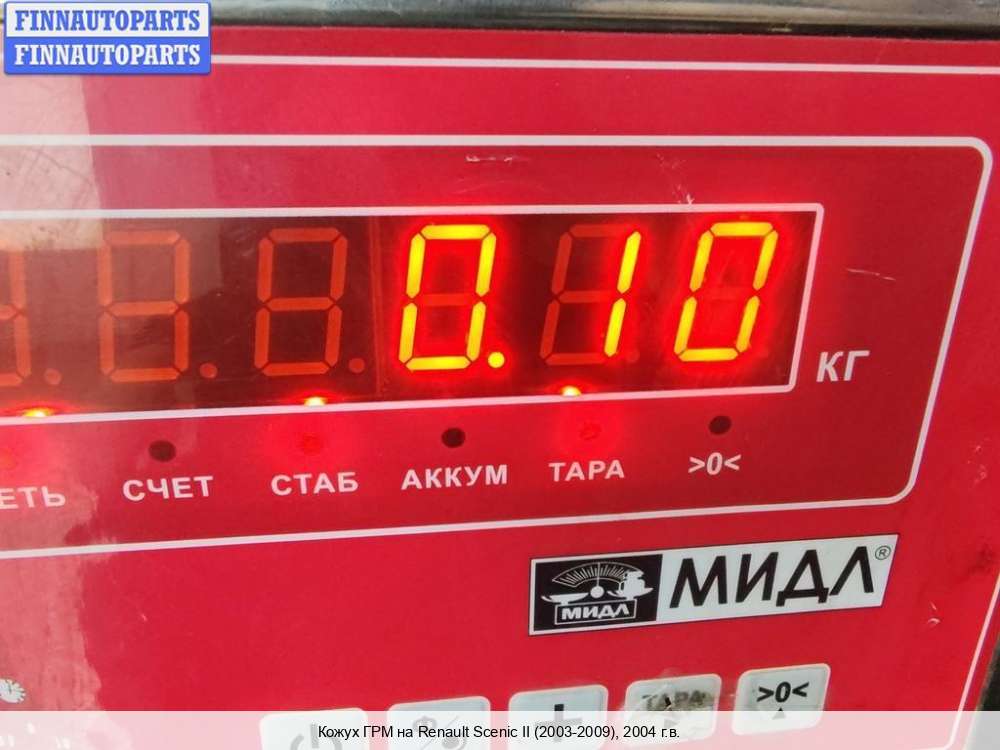 FINNAUTOPARTS
FINNAUTOPARTS
0.10
КГ
СЧЕТ СТАБ АККУМ ТАРА >0<
МИДЛ МИДЛ®
ТАРА >0<
Кожух ГРМ на Renault Scenic II (2003-2009), 2004 г.в.